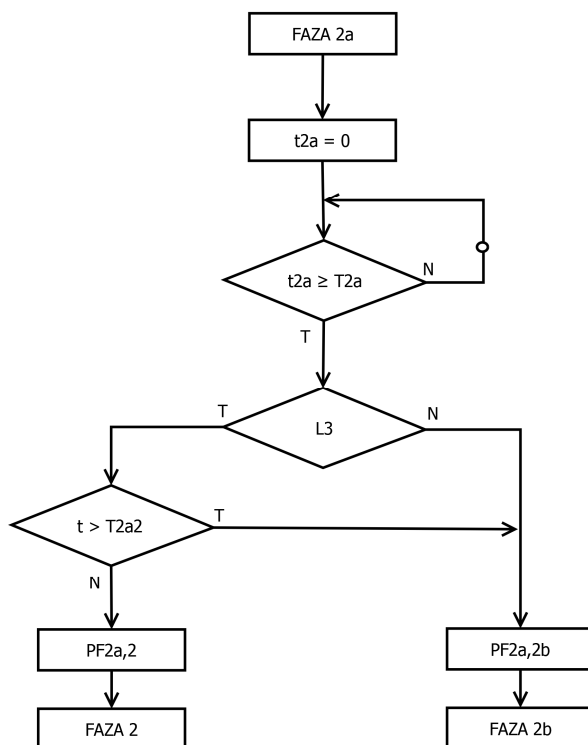 FAZA 2a
t2a = 0
t2a ≥ T2a
N
T
L3
T
N
t > T2a2
T
N
PF2a,2
PF2a,2b
FAZA 2
FAZA 2b